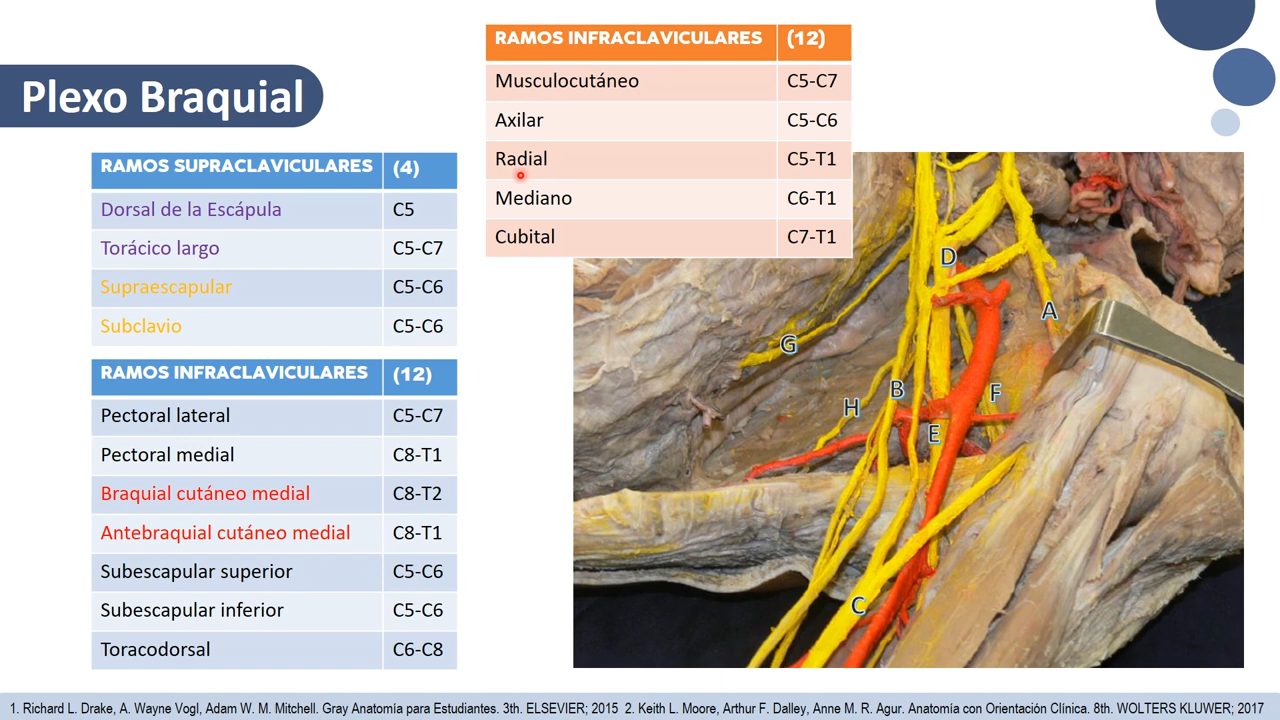 Plexo Braquial
RAMOS SUPRACLAVICULARES (4)
Dorsal de la Escápula C5
Torácico largo C5-C7
Supraescapular C5-C6
Subclavio C5-C6
RAMOS INFRACLAVICULARES (12)
Pectoral lateral C5-C7
Pectoral medial C8-T1
Braquial cutáneo medial C8-T2
Antebraquial cutáneo medial C8-T1
Subescapular superior C5-C6
Subescapular inferior C5-C6
Toracodorsal C6-C8
RAMOS INFRACLAVICULARES (12)
Musculocutáneo C5-C7
Axilar C5-C6
Radial C5-T1
Mediano C6-T1
Cubital C7-T1
D
A
G
B
F
H
E
C
1. Richard L. Drake, A. Wayne Vogl, Adam W. M. Mitchell. Gray Anatomía para Estudiantes. 3th. ELSEVIER; 2015 2. Keith L. Moore, Arthur F. Dalley, Anne M. R. Agur. Anatomía con Orientación Clínica. 8th. WOLTERS KLUWER; 2017